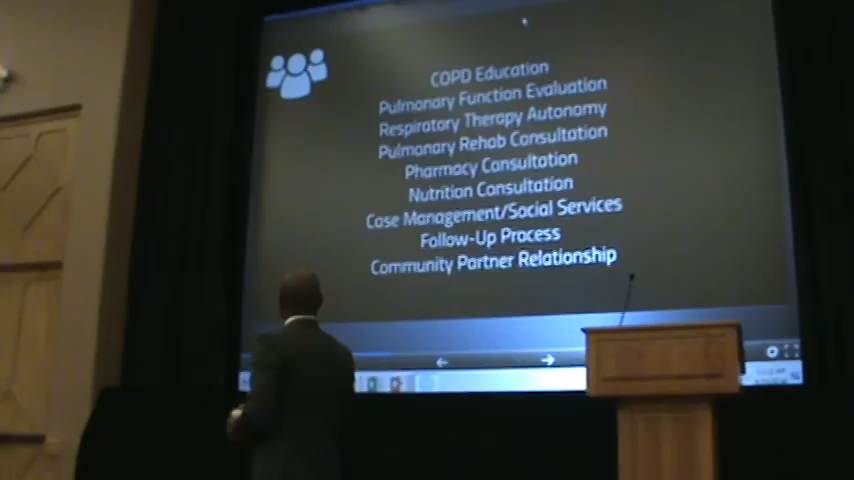 COPD Education
Pulmonary Function Evaluation
Respiratory Therapy Autonomy
Pulmonary Rehab Consultation
Pharmacy Consultation
Nutrition Consultation
Case Management/Social Services
Follow-Up Process
Community Partner Relationship